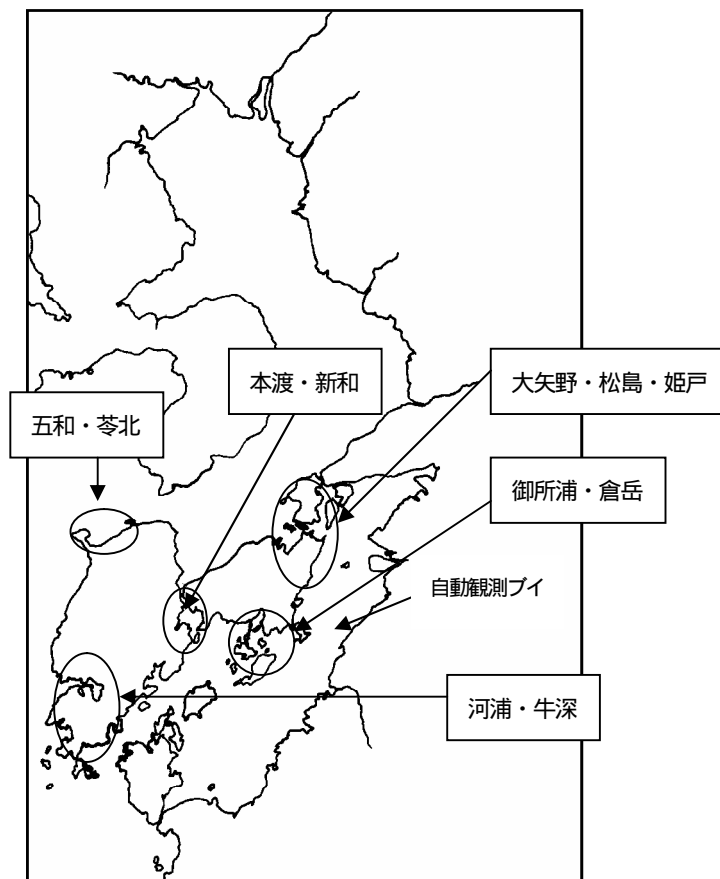 本渡・新和
大矢野・松島・姫戸
五和・苓北
御所浦・倉岳
自動観測ブイ
河浦・牛深